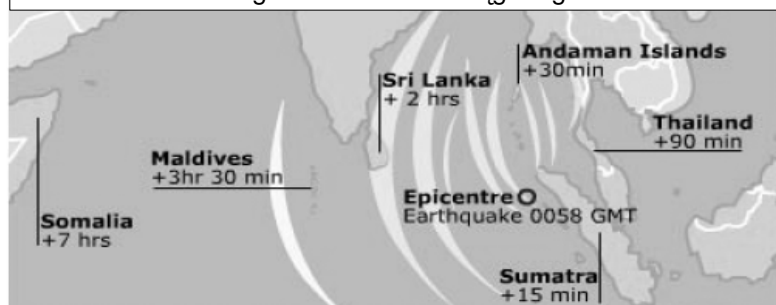 Andaman Islands
+30min
Sri Lanka
+ 2 hrs
Thailand
+90 min
Maldives
+3hr 30 min
Epicentre
Earthquake 0058 GMT
Somalia
+7 hrs
Sumatra
+15 min